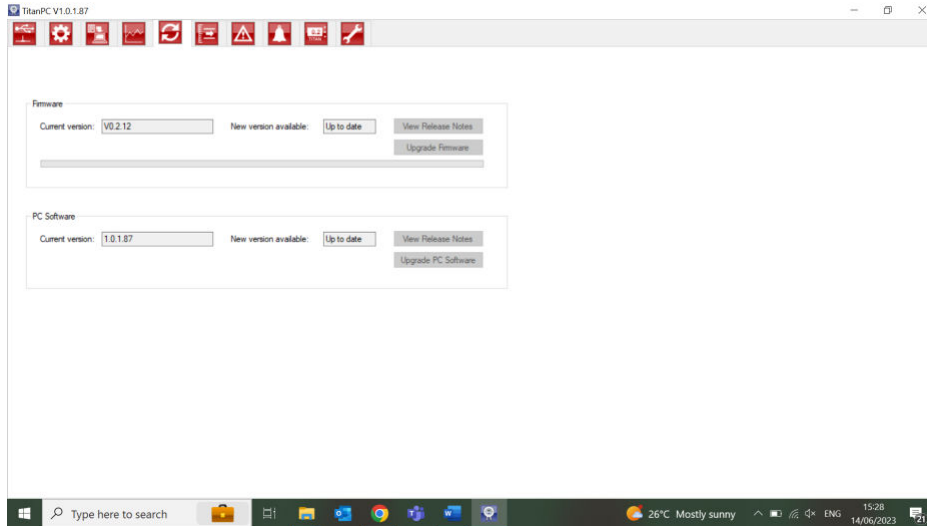 TitanPC V1.0.1.87
Firmware
Current version: V0.2.12 New version available: Up to date View Release Notes
Upgrade Firmware
PC Software
Current version: 1.0.1.87 New version available: Up to date View Release Notes
Upgrade PC Software
Type here to search
26°C Mostly sunny ENG 15:28
14/06/2023 21